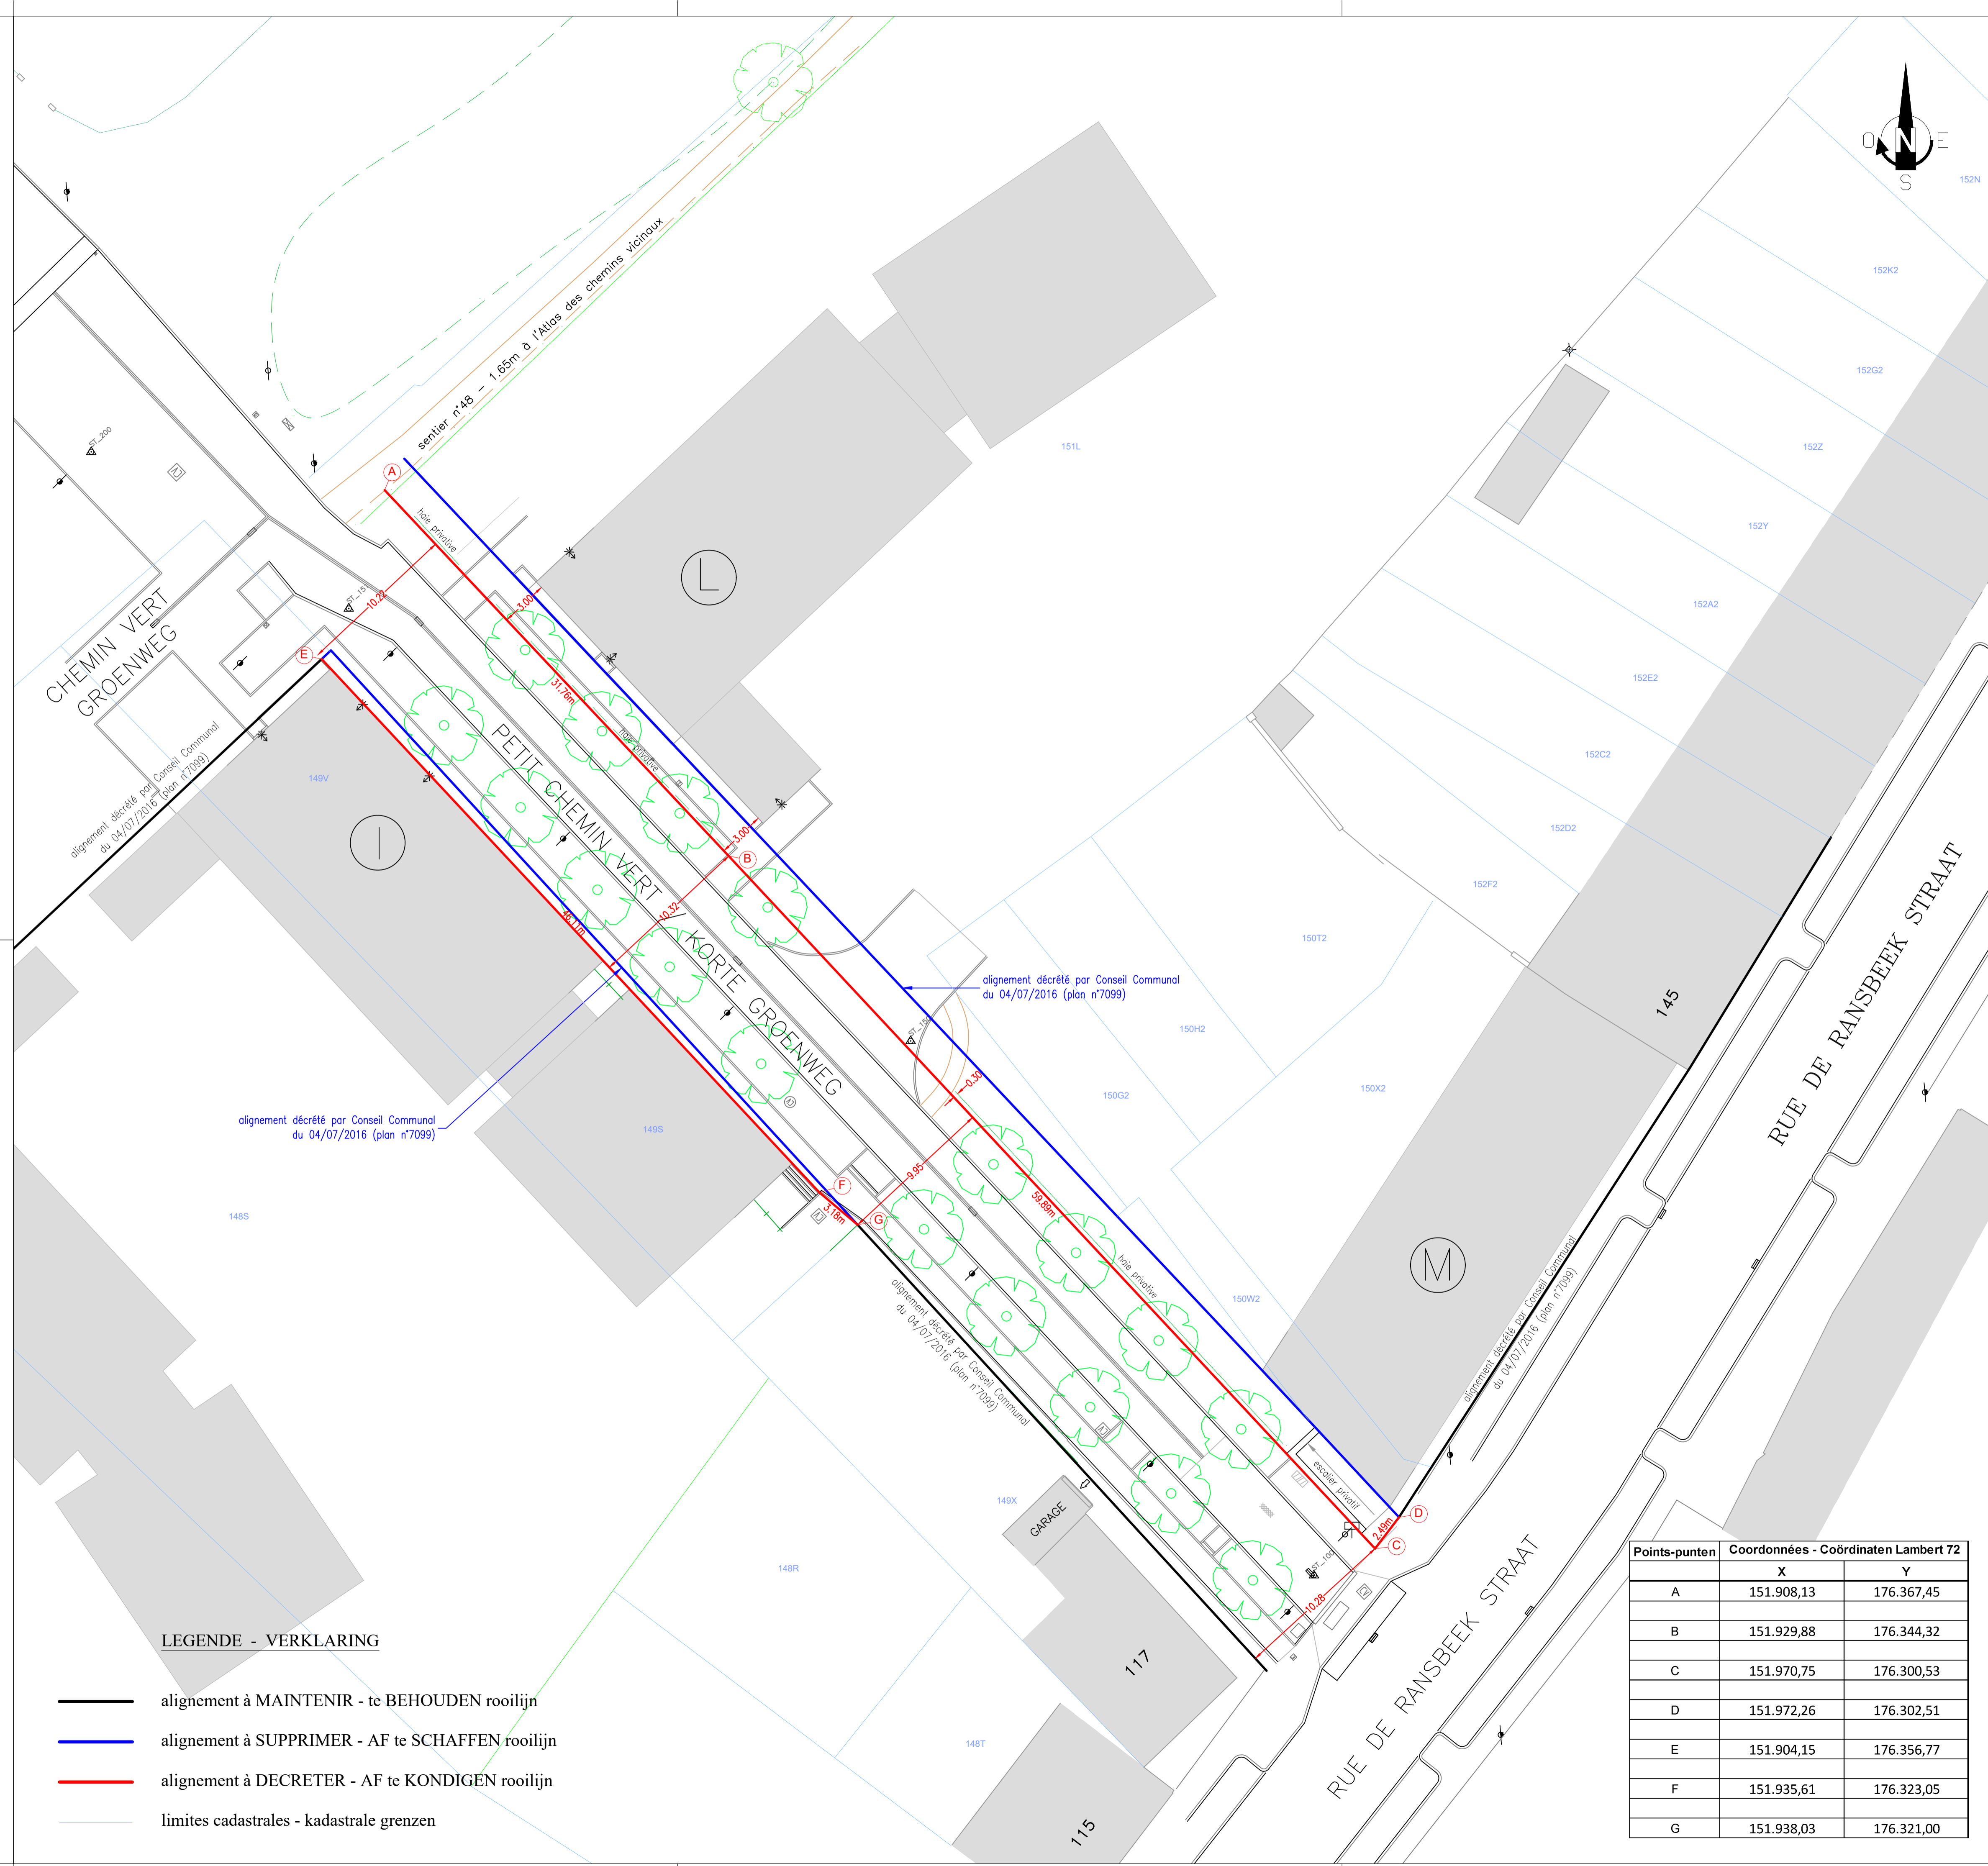 N
O
E
S
152N
152K2
152G2
152Z
152Y
152A2
152E2
152C2
152D2
152F2
151L
sentier n°48 - 1.65m à l'Atlas des chemins vicinaux
ST_200
A
haie privative
L
10.22
3.00
CHEMIN VERT
GROENWEG
E
31.76m
haie privative
alignement décrété par Conseil Communal
du 04/07/2016 (plan n°7099)
149V
I
PETIT CHEMIN VERT / KORTE GROENWEG
3.00
B
10.32
46.11m
alignement décrété par Conseil Communal
du 04/07/2016 (plan n°7099)
150T2
150H2
150G2
150X2
150W2
145
RUE DE RANSBEEK STRAAT
0.30
alignement décrété par Conseil Communal
du 04/07/2016 (plan n°7099)
149S
148S
9.95
F
3.18m
G
59.89m
haie privative
M
alignement décrété par Conseil Communal
du 04/07/2016 (plan n°7099)
alignement décrété par Conseil Communal
du 04/07/2016 (plan n°7099)
escalier privatif
D
2.49m
C
ST_100
10.28
149X
GARAGE
148R
117
148T
115
RUE DE RANSBEEK STRAAT
LEGENDE - VERKLARING
alignement à MAINTENIR - te BEHOUDEN rooilijn
alignement à SUPPRIMER - AF te SCHAFFEN rooilijn
alignement à DECRETER - AF te KONDIGEN rooilijn
limites cadastrales - kadastrale grenzen
Points-punten Coordonnées - Coördinaten Lambert 72
X Y
A 151.908,13 176.367,45
B 151.929,88 176.344,32
C 151.970,75 176.300,53
D 151.972,26 176.302,51
E 151.904,15 176.356,77
F 151.935,61 176.323,05
G 151.938,03 176.321,00